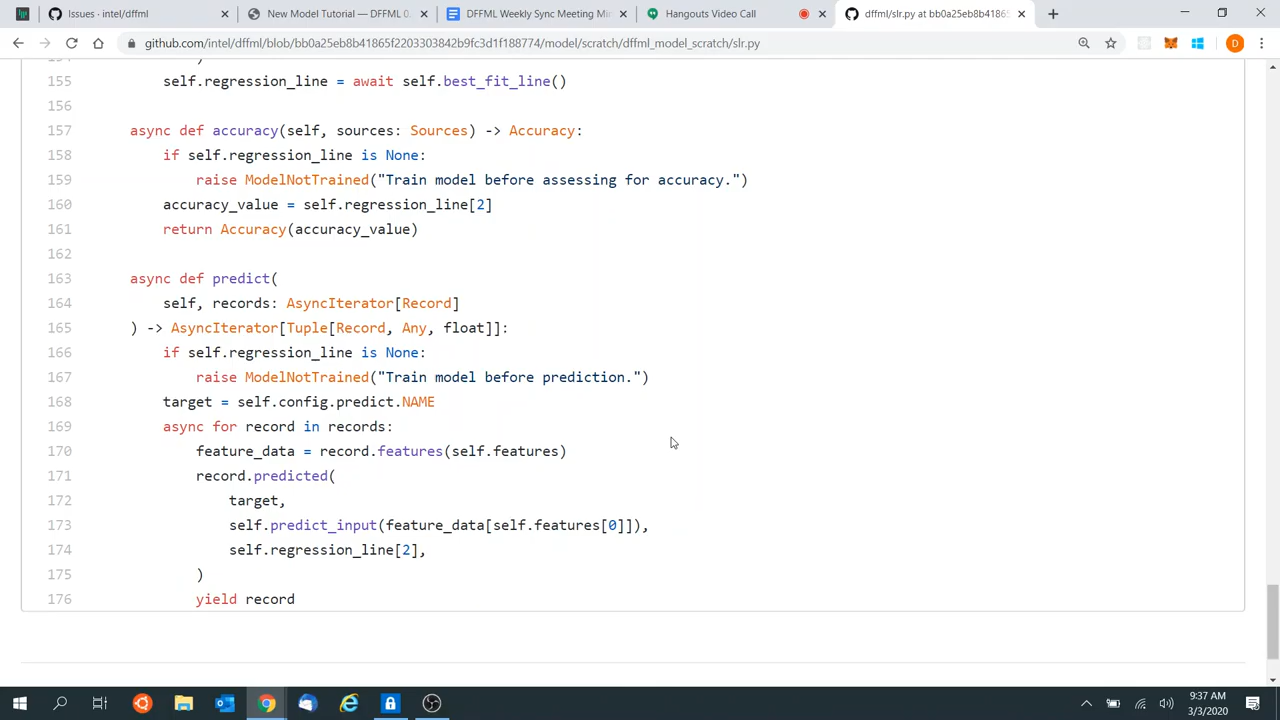 Issues · intel/dffml
New Model Tutorial — DFFML 0.
DFFML Weekly Sync Meeting Min
Hangouts Video Call
dffml/slr.py at bb0a25eb8b41865
github.com/intel/dffml/blob/bb0a25eb8b41865f2203303842b9fc3d1f188774/model/scratch/dffml_model_scratch/slr.py
154 )
155 self.regression_line = await self.best_fit_line()
156
157 async def accuracy(self, sources: Sources) -> Accuracy:
158 if self.regression_line is None:
159 raise ModelNotTrained("Train model before assessing for accuracy.")
160 accuracy_value = self.regression_line[2]
161 return Accuracy(accuracy_value)
162
163 async def predict(
164 self, records: AsyncIterator[Record]
165 ) -> AsyncIterator[Tuple[Record, Any, float]]:
166 if self.regression_line is None:
167 raise ModelNotTrained("Train model before prediction.")
168 target = self.config.predict.NAME
169 async for record in records:
170 feature_data = record.features(self.features)
171 record.predicted(
172 target,
173 self.predict_input(feature_data[self.features[0]]),
174 self.regression_line[2],
175 )
176 yield record
D
9:37 AM
3/3/2020